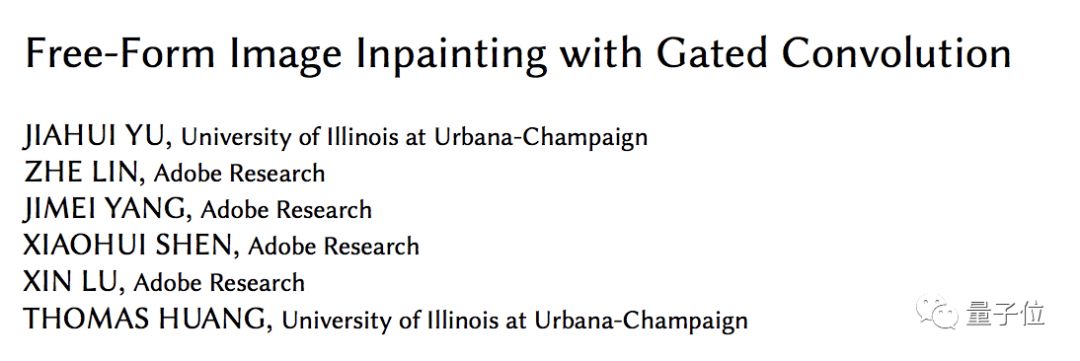 Free-Form Image Inpainting with Gated Convolution
JIAHUI YU, University of Illinois at Urbana-Champaign
ZHE LIN, Adobe Research
JIMEI YANG, Adobe Research
XIAOHUI SHEN, Adobe Research
XIN LU, Adobe Research
THOMAS HUANG, University of Illinois at Urbana-Champaign
量子位